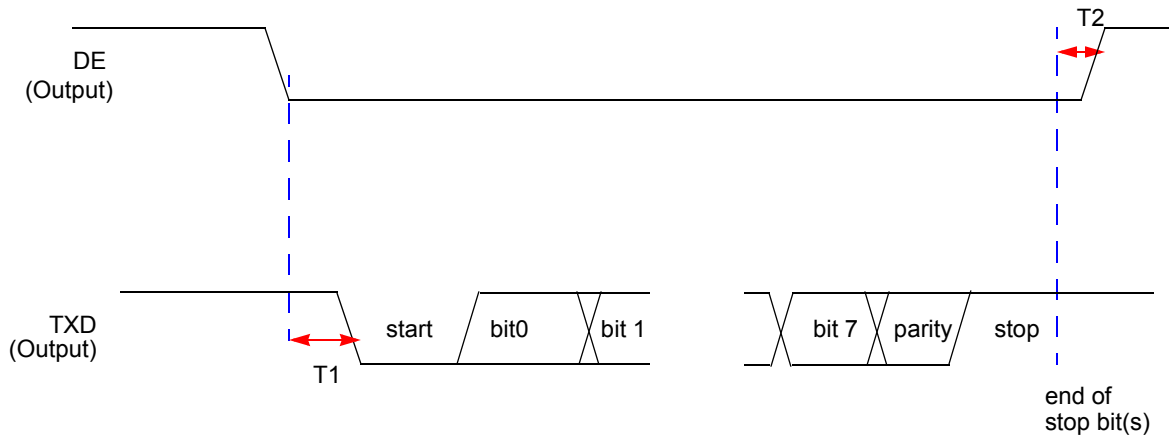 T2
DE
(Output)
TXD
(Output)
start
bit0
bit 1
bit 7
parity
stop
T1
end of
stop bit(s)